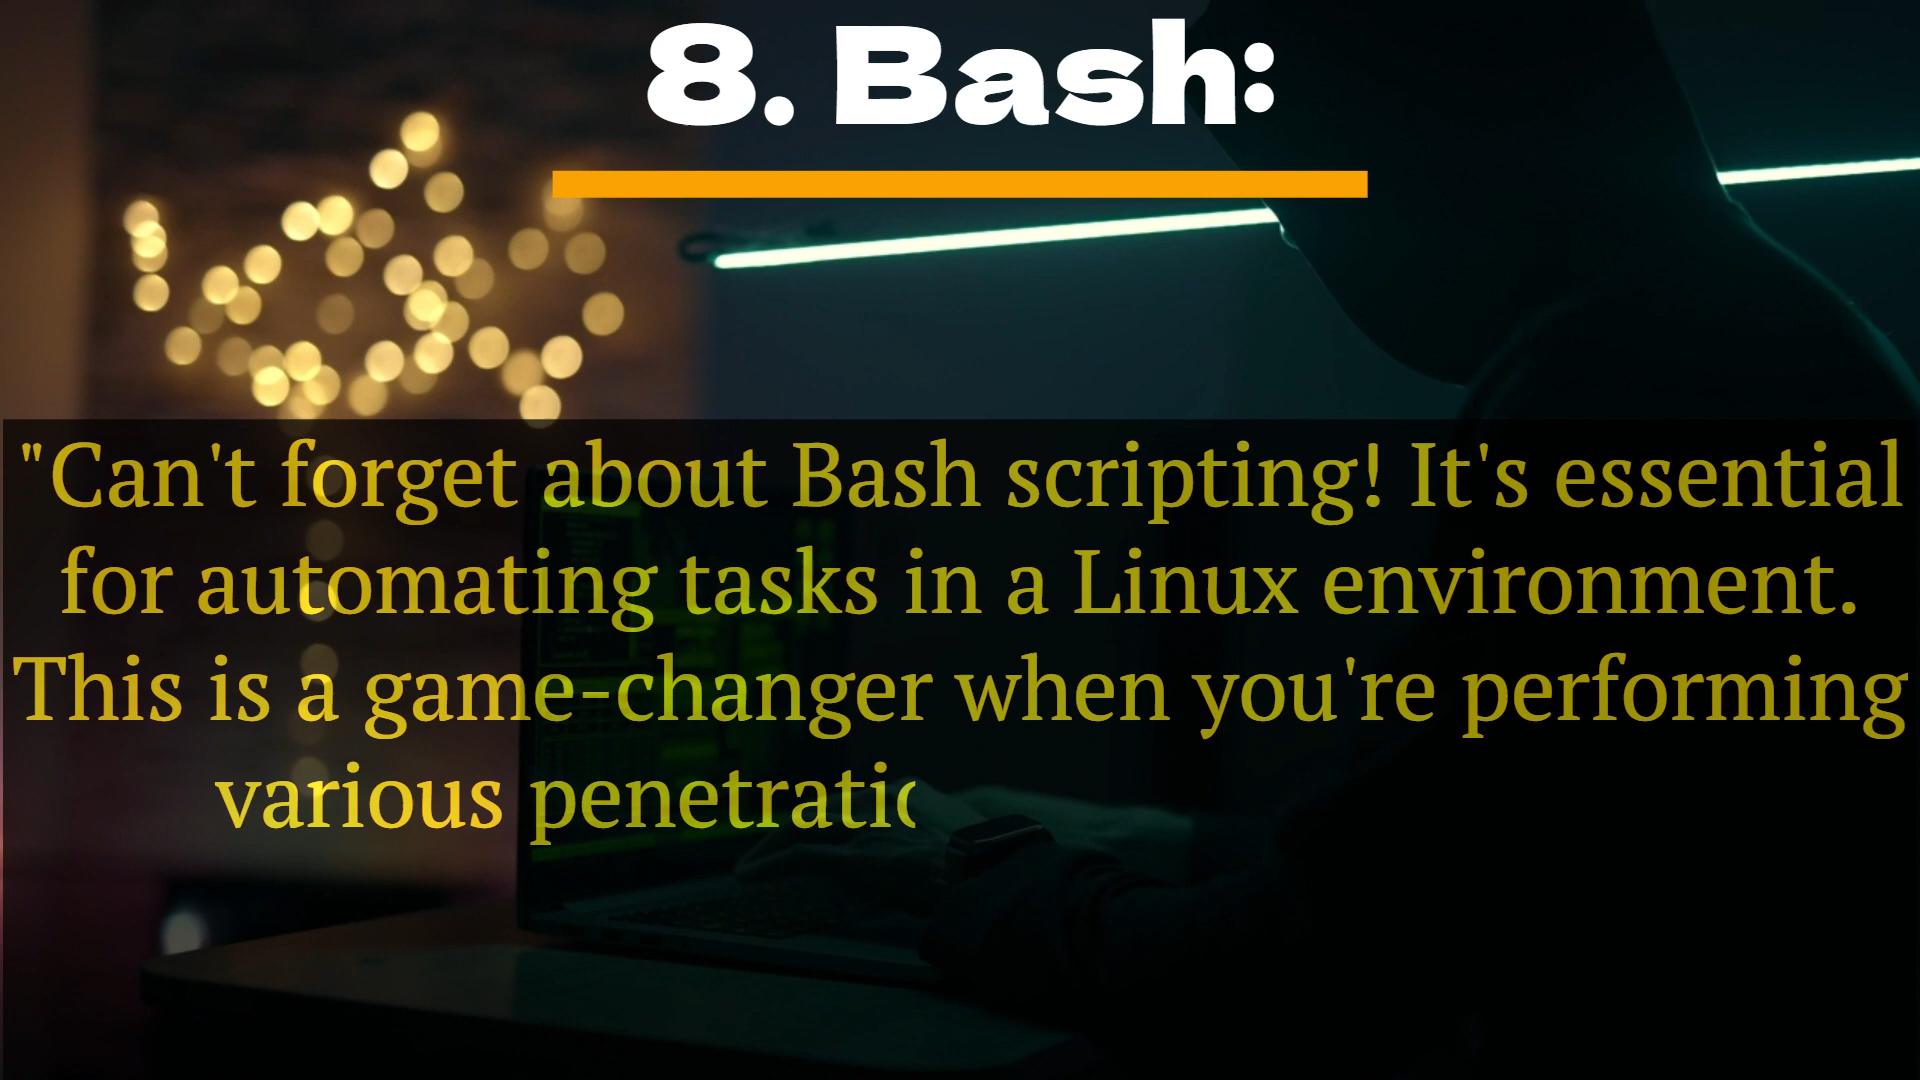 8. Bash:
"Can't forget about Bash scripting! It's essential
for automating tasks in a Linux environment.
This is a game-changer when you're performing
various penetratio